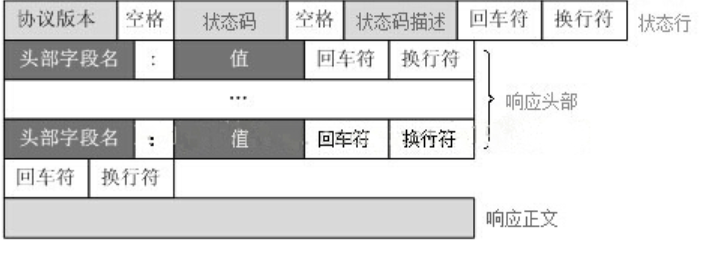 协议版本 空格 状态码 空格 状态码描述 回车符 换行符 状态行
头部字段名 : 值 回车符 换行符
... 响应头部
头部字段名 : 值 回车符 换行符
回车符 换行符
响应正文